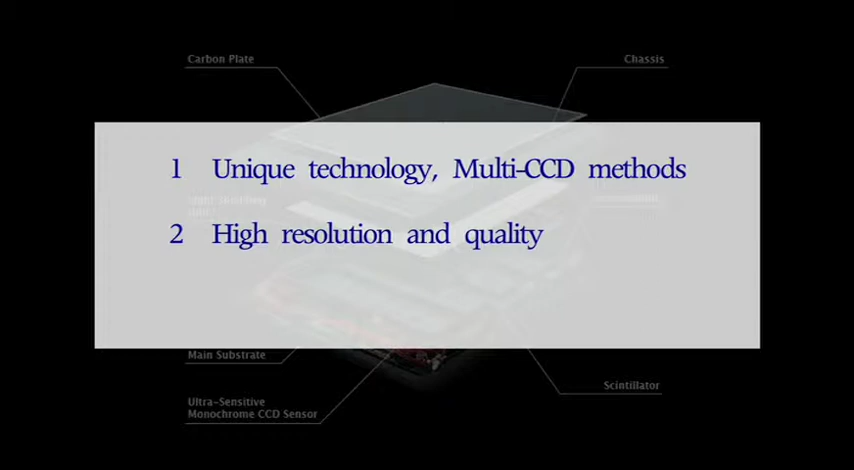 Carbon Plate
Chassis
1 Unique technology, Multi-CCD methods
2 High resolution and quality
Main Substrate
Scintillator
Ultra-Sensitive
Monochrome CCD Sensor